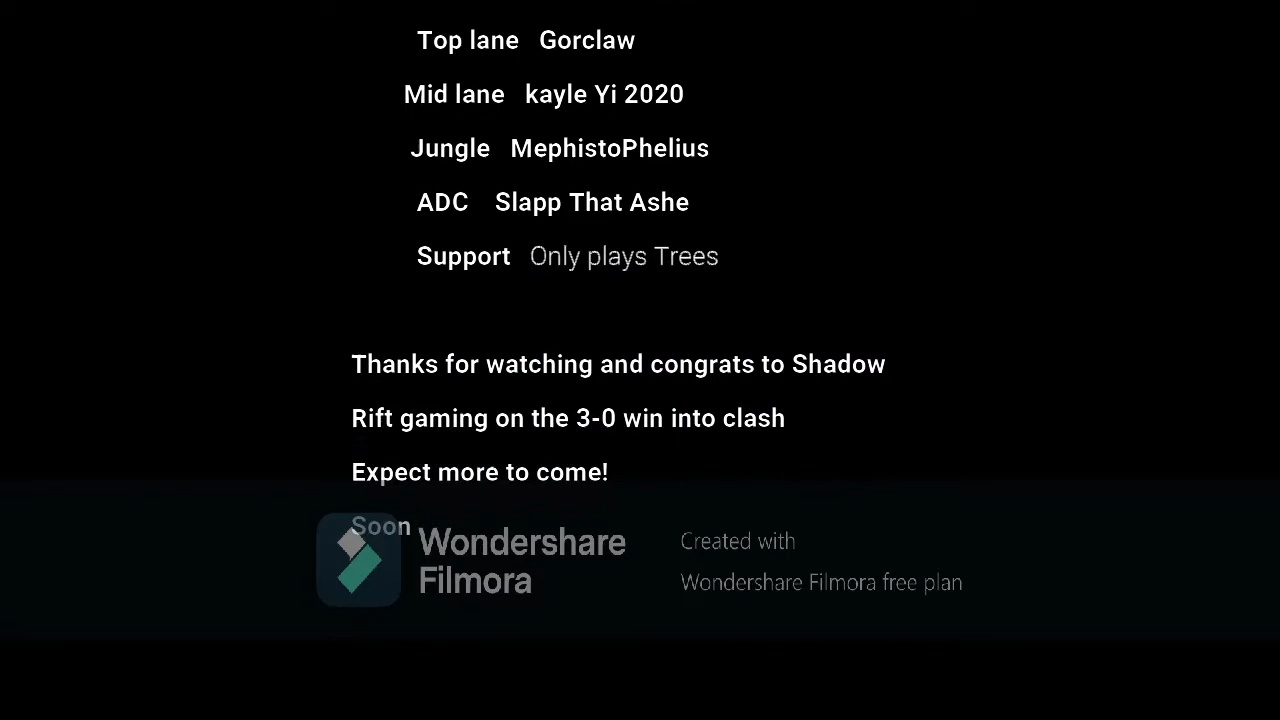 Top lane Gorclaw
Mid lane kayle Yi 2020
Jungle MephistoPhelius
ADC Slapp That Ashe
Support Only plays Trees
Thanks for watching and congrats to Shadow
Rift gaming on the 3-0 win into clash
Expect more to come!
Soon
Wondershare
Filmora
Created with
Wondershare Filmora free plan